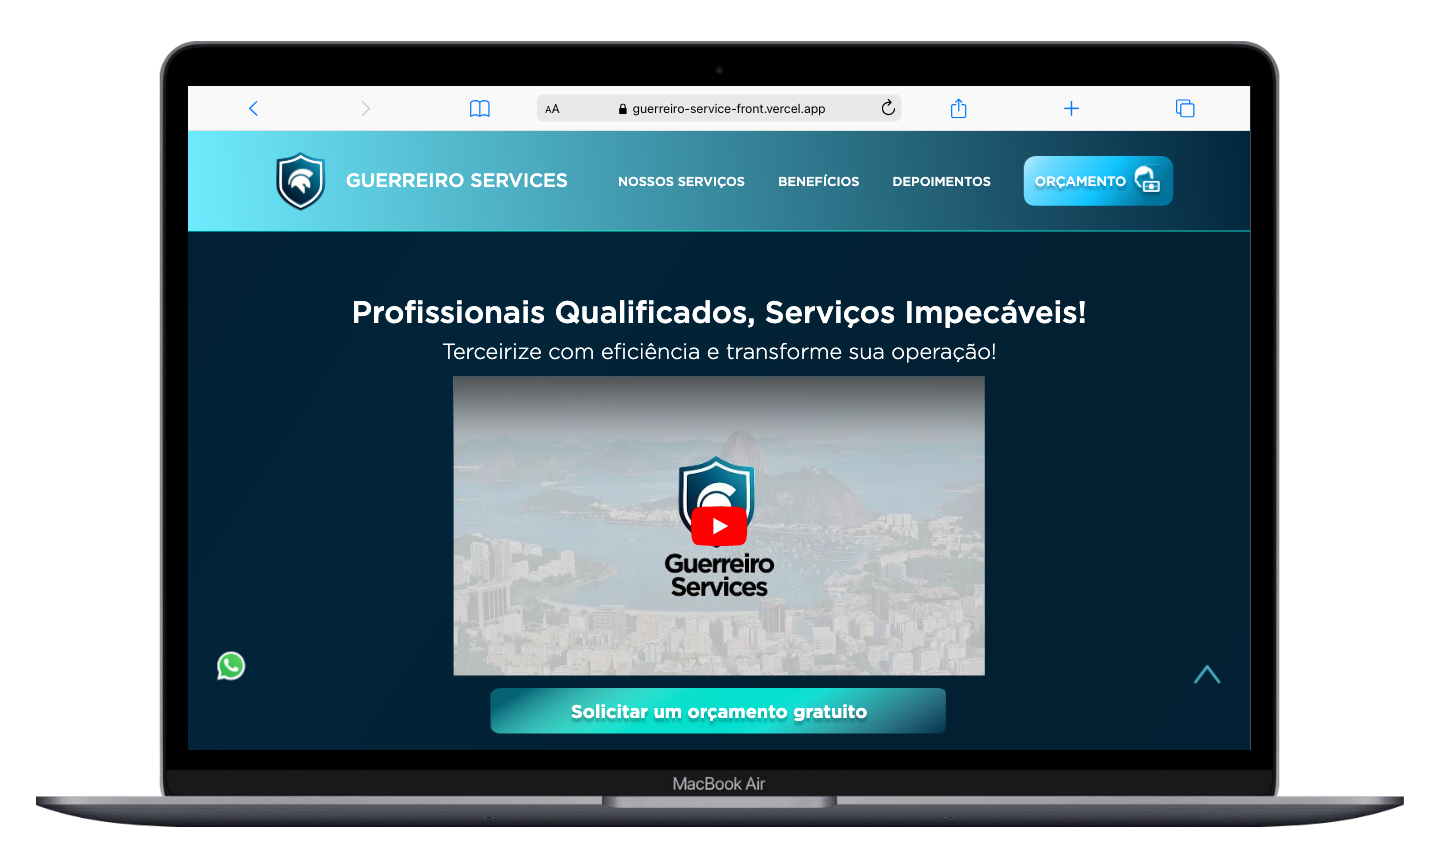 AA guerreiro-service-front.vercel.app
GUERREIRO SERVICES NOSSOS SERVIÇOS BENEFÍCIOS DEPOIMENTOS ORÇAMENTO
Profissionais Qualificados, Serviços Impecáveis!
Terceirize com eficiência e transforme sua operação!
Guerreiro
Services
Solicitar um orçamento gratuito
MacBook Air